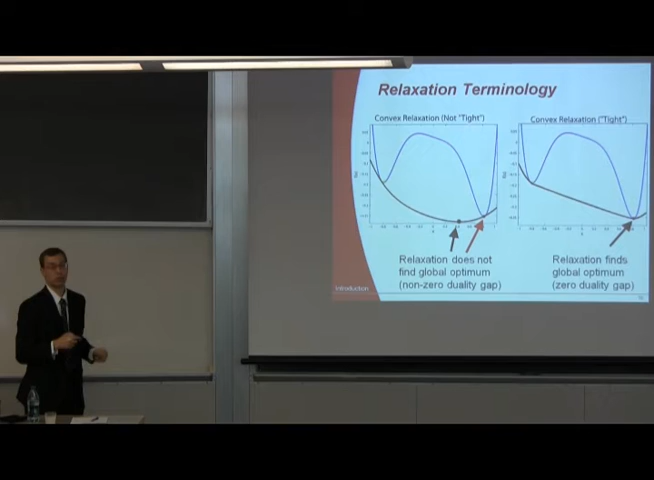 Relaxation Terminology
Convex Relaxation (Not "Tight")
Convex Relaxation ("Tight")
Relaxation does not
find global optimum
(non-zero duality gap)
Relaxation finds
global optimum
(zero duality gap)
Introduction